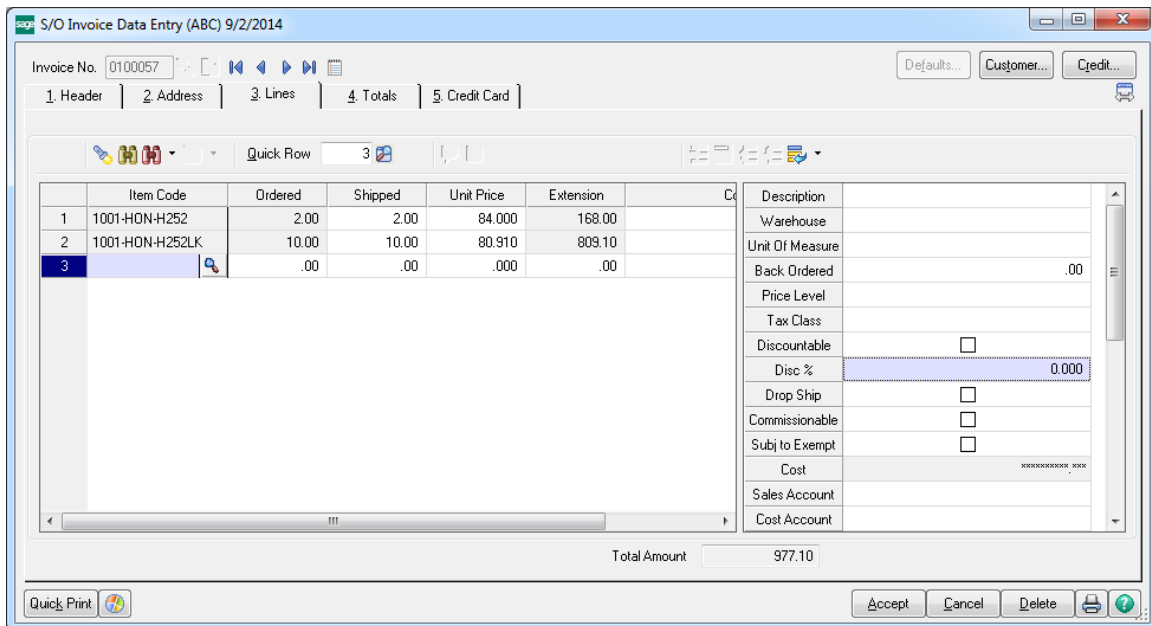 sage S/O Invoice Data Entry (ABC) 9/2/2014
Invoice No. 0100057 Defaults... Customer... Credit...
1. Header 2. Address 3. Lines 4. Totals 5. Credit Card
Quick Row 3
Item Code Ordered Shipped Unit Price Extension Co
1 1001-HON-H252 2.00 2.00 84.000 168.00
2 1001-HON-H252LK 10.00 10.00 80.910 809.10
3 .00 .00 .000 .00
Description
Warehouse
Unit Of Measure
Back Ordered .00
Price Level
Tax Class
Discountable
Disc % 0.000
Drop Ship
Commissionable
Subj to Exempt
Cost **********.***
Sales Account
Cost Account
Total Amount 977.10
Quick Print Accept Cancel Delete